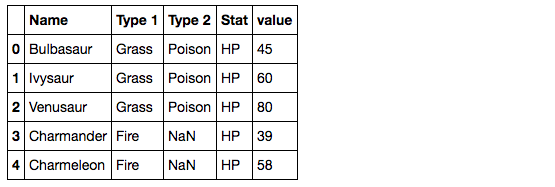 Name Type 1 Type 2 Stat value
0 Bulbasaur Grass Poison HP 45
1 Ivysaur Grass Poison HP 60
2 Venusaur Grass Poison HP 80
3 Charmander Fire NaN HP 39
4 Charmeleon Fire NaN HP 58